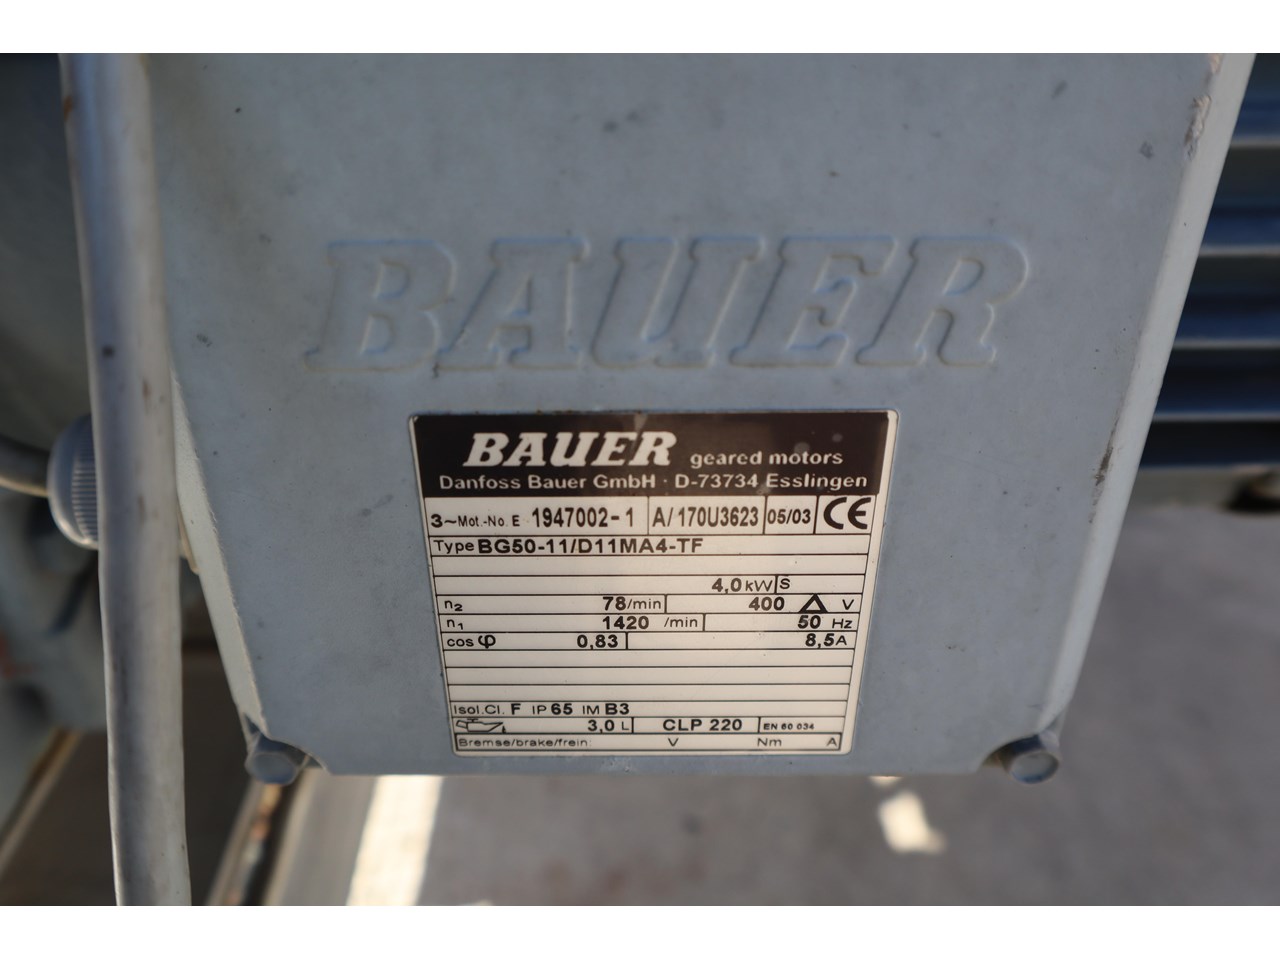 BAUER
BAUER geared motors
Danfoss Bauer GmbH · D-73734 Esslingen
3~Mot.-No. E 1947002-1 A/170U3623 05/03 CE
Type BG50-11/D11MA4-TF
4,0 kW S
n2 78/min 400 Δ V
n1 1420 /min 50 Hz
cos φ 0,83 8,5 A
Isol.Cl. F IP 65 IM B3
3,0 L CLP 220 EN 60 034
Bremse/brake/frein: V Nm A